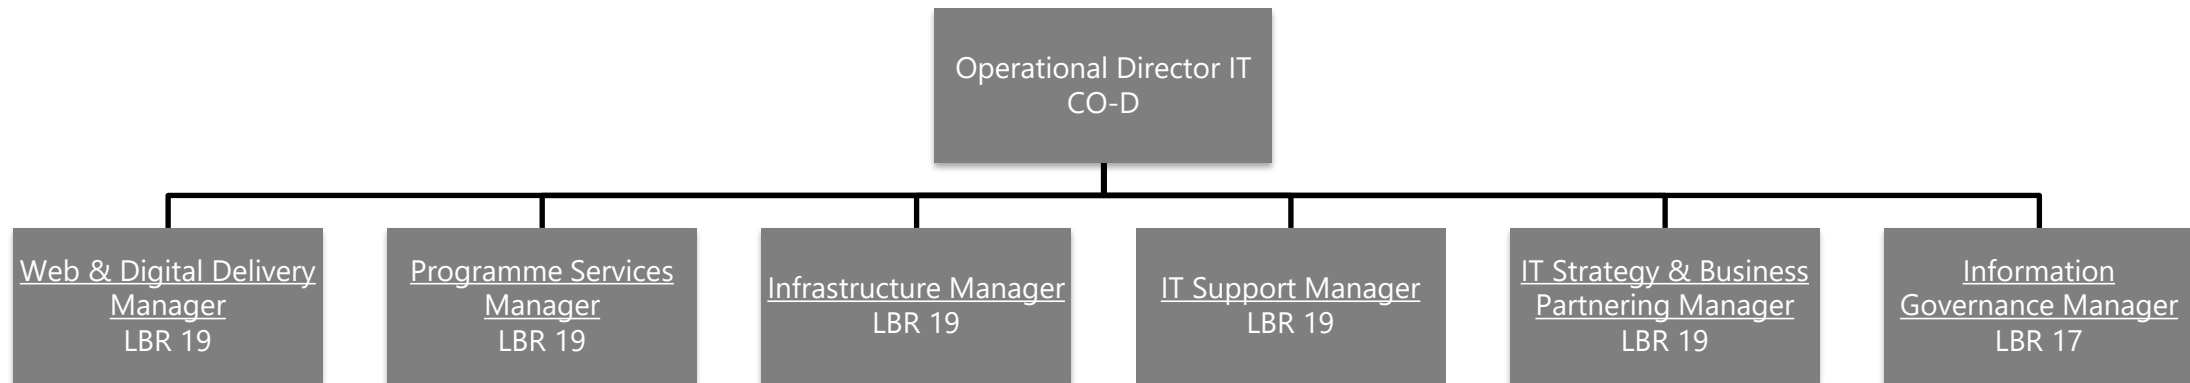 Operational Director IT
CO-D
Web & Digital Delivery
Manager
LBR 19
Programme Services
Manager
LBR 19
Infrastructure Manager
LBR 19
IT Support Manager
LBR 19
IT Strategy & Business
Partnering Manager
LBR 19
Information
Governance Manager
LBR 17